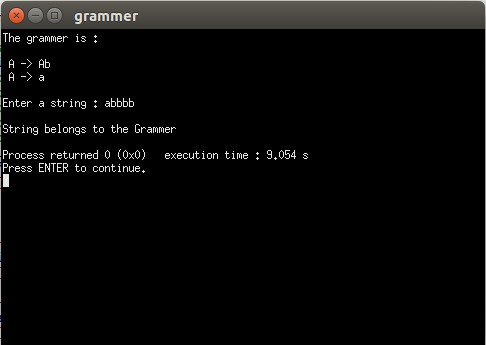 grammer
The grammer is :
A -> Ab
A -> a
Enter a string : abbbb
String belongs to the Grammer
Process returned 0 (0x0)   execution time : 9.054 s
Press ENTER to continue.